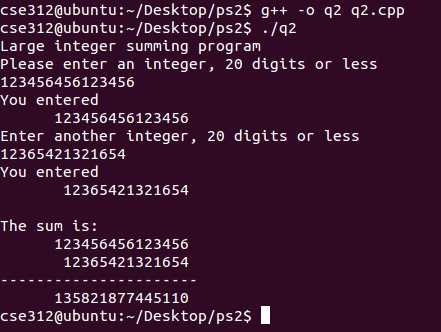 cse312@ubuntu:~/Desktop/ps2$ g++ -o q2 q2.cpp
cse312@ubuntu:~/Desktop/ps2$ ./q2
Large integer summing program
Please enter an integer, 20 digits or less
123456456123456
You entered
      123456456123456
Enter another integer, 20 digits or less
12365421321654
You entered
       12365421321654

The sum is:
      123456456123456
       12365421321654
----------------------
      135821877445110
cse312@ubuntu:~/Desktop/ps2$